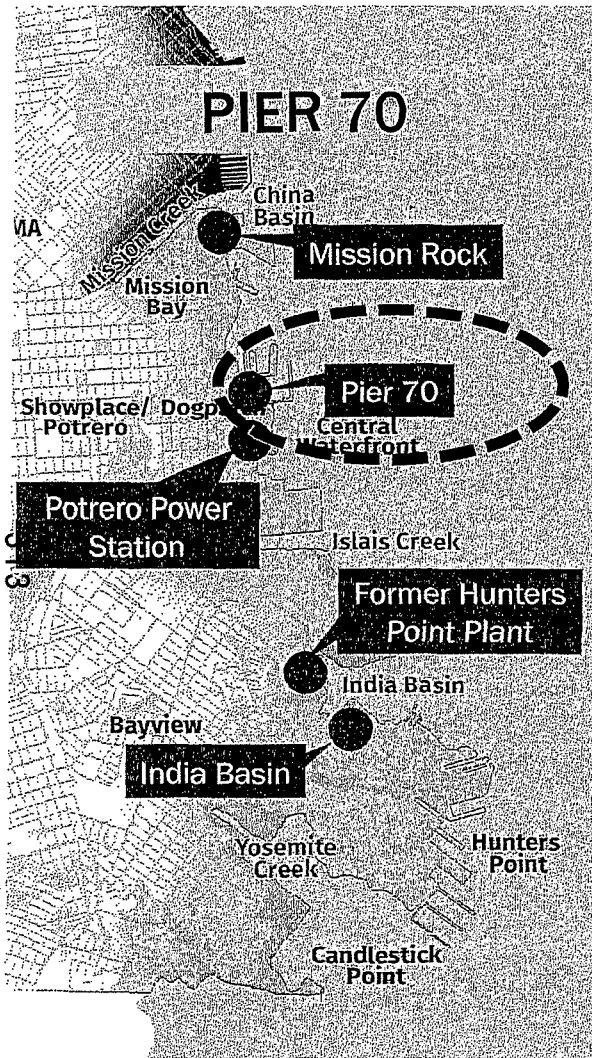 PIER 70
China
Basin
Mission Creek
Mission Rock
Mission
Bay
Pier 70
Showplace/
Potrero
Central
Waterfront
Potrero Power
Station
Islais Creek
Former Hunters
Point Plant
India Basin
Bayview
India Basin
Yosemite
Creek
Hunters
Point
Candlestick
Point